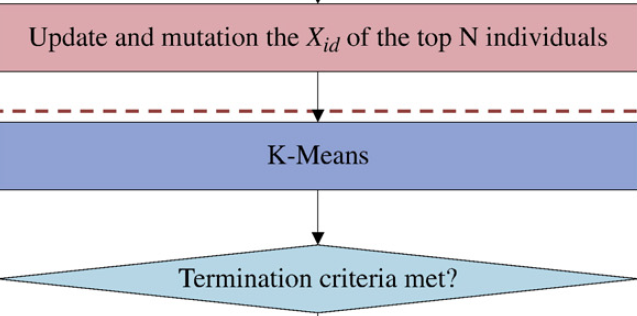 Update and mutation the X_id of the top N individuals
K-Means
Termination criteria met?